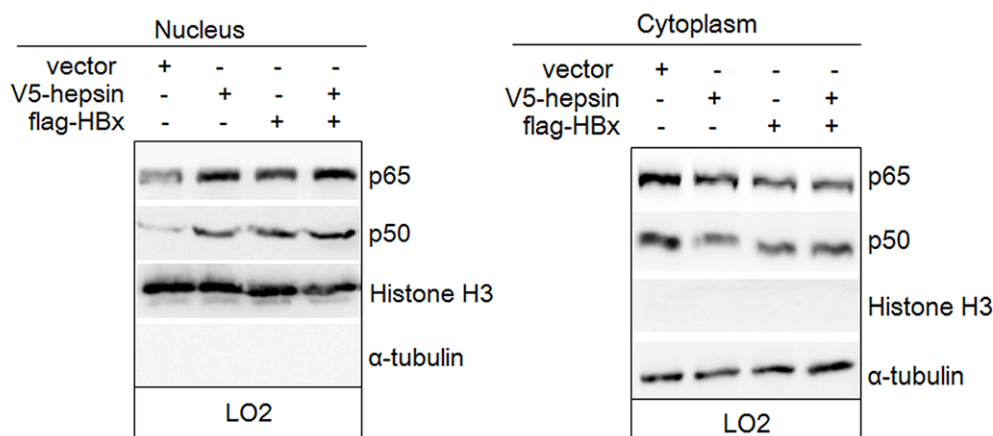 Nucleus
vector + - - -
V5-hepsin - + - +
flag-HBx - - + +
p65
p50
Histone H3
α-tubulin
LO2
Cytoplasm
vector + - - -
V5-hepsin - + - +
flag-HBx - - + +
p65
p50
Histone H3
α-tubulin
LO2